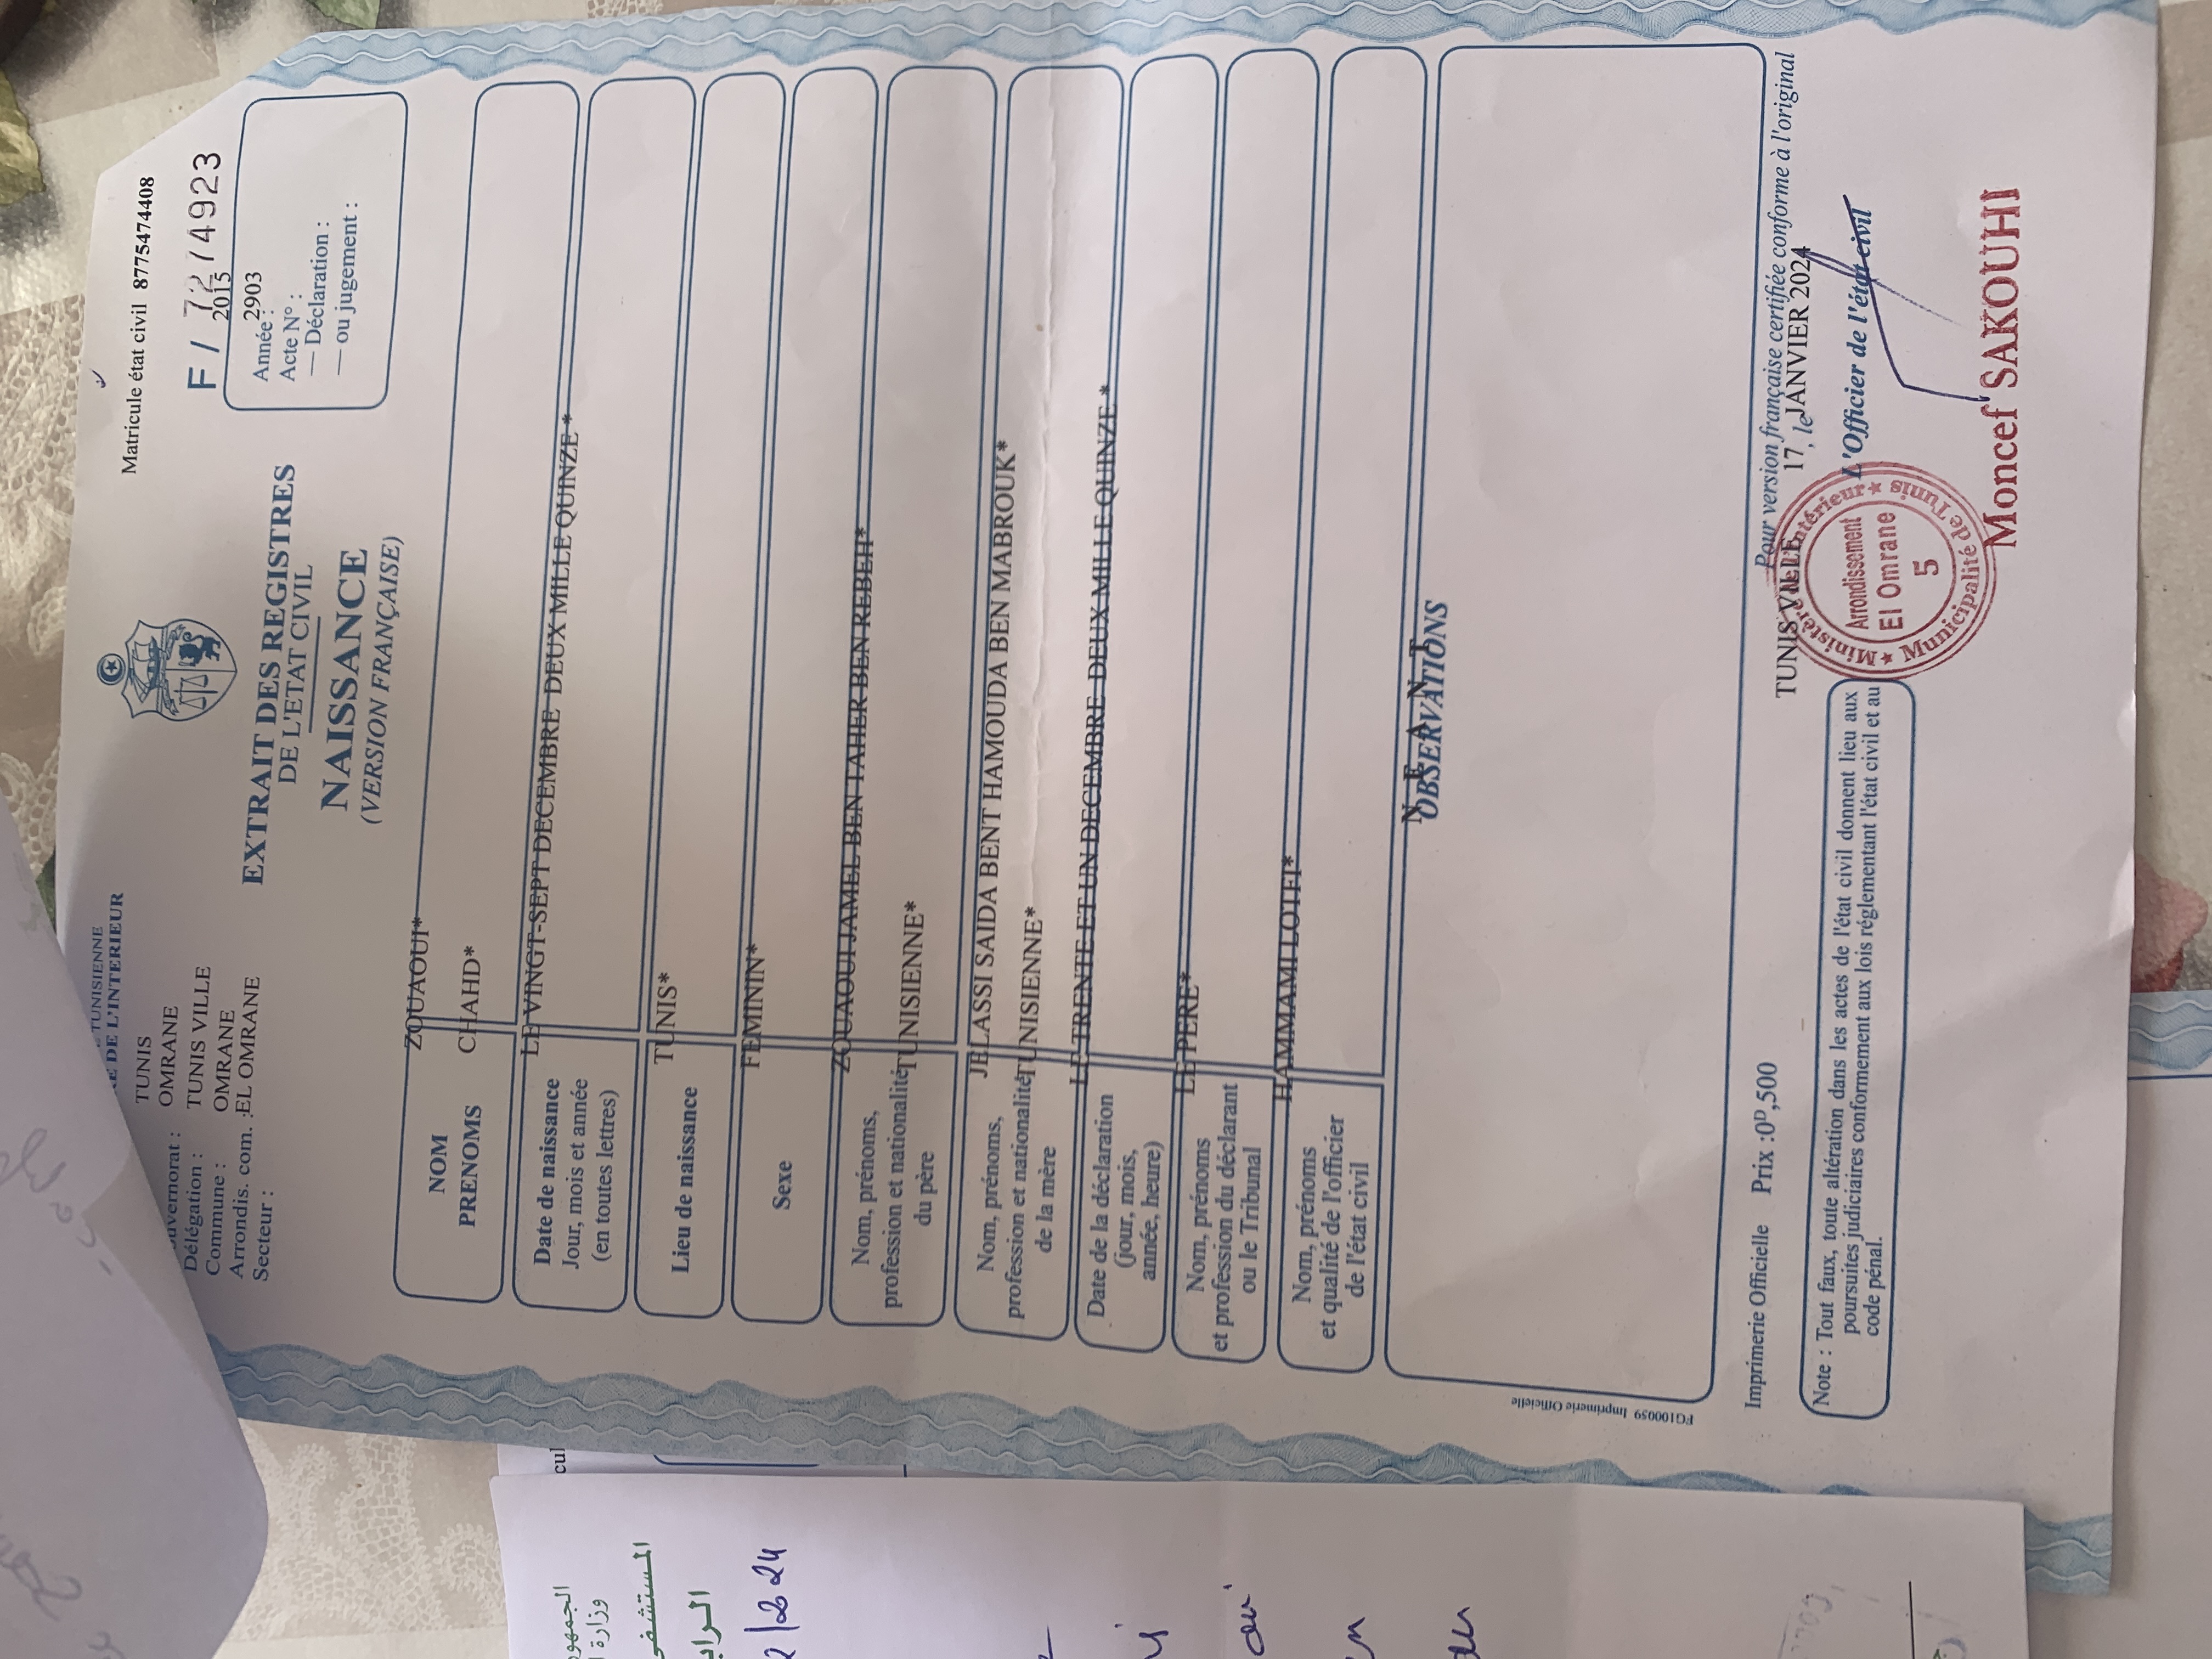 TUNISIENNE
DE L'INTERIEUR
TUNIS
OMRANE
Délégation : TUNIS VILLE
Commune : OMRANE
Arrondis. com. :EL OMRANE
Secteur :
Matricule état civil 8775474408
F / 72 / 4923
2015
Année :
2903
Acte N° :
— Déclaration :
— ou jugement :
EXTRAIT DES REGISTRES
DE L'ETAT CIVIL
NAISSANCE
(VERSION FRANÇAISE)
NOM ZOUAOUI*
PRENOMS CHAHD*
Date de naissance
Jour, mois et année
(en toutes lettres)
LE VINGT-SEPT DECEMBRE DEUX MILLE QUINZE *
Lieu de naissance TUNIS*
Sexe FEMININ*
Nom, prénoms,
profession et nationalité
du père
ZOUAOUI JAMEL BEN TAHER BEN REBEH*
TUNISIENNE*
Nom, prénoms,
profession et nationalité
de la mère
JELASSI SAIDA BENT HAMOUDA BEN MABROUK*
TUNISIENNE*
Date de la déclaration
(jour, mois,
année, heure)
LE TRENTE ET UN DECEMBRE DEUX MILLE QUINZE *
Nom, prénoms
et profession du déclarant
ou le Tribunal
LE PERE*
Nom, prénoms
et qualité de l'officier
de l'état civil
HAMMAMI LOTFI*
N E A N T
OBSERVATIONS
FG100059 Imprimerie Officielle
Imprimerie Officielle Prix :0D,500
Pour version française certifiée conforme à l'original
TUNIS VILLE 17 , le JANVIER 2024
L'Officier de l'état civil
Ministère de l'Intérieur
Municipalité de Tunis
Arrondissement
El Omrane
5
Moncef SAKOUHI
Note : Tout faux, toute altération dans les actes de l'état civil donnent lieu aux
poursuites judiciaires conformement aux lois réglementant l'état civil et au
code pénal.
المستشفى